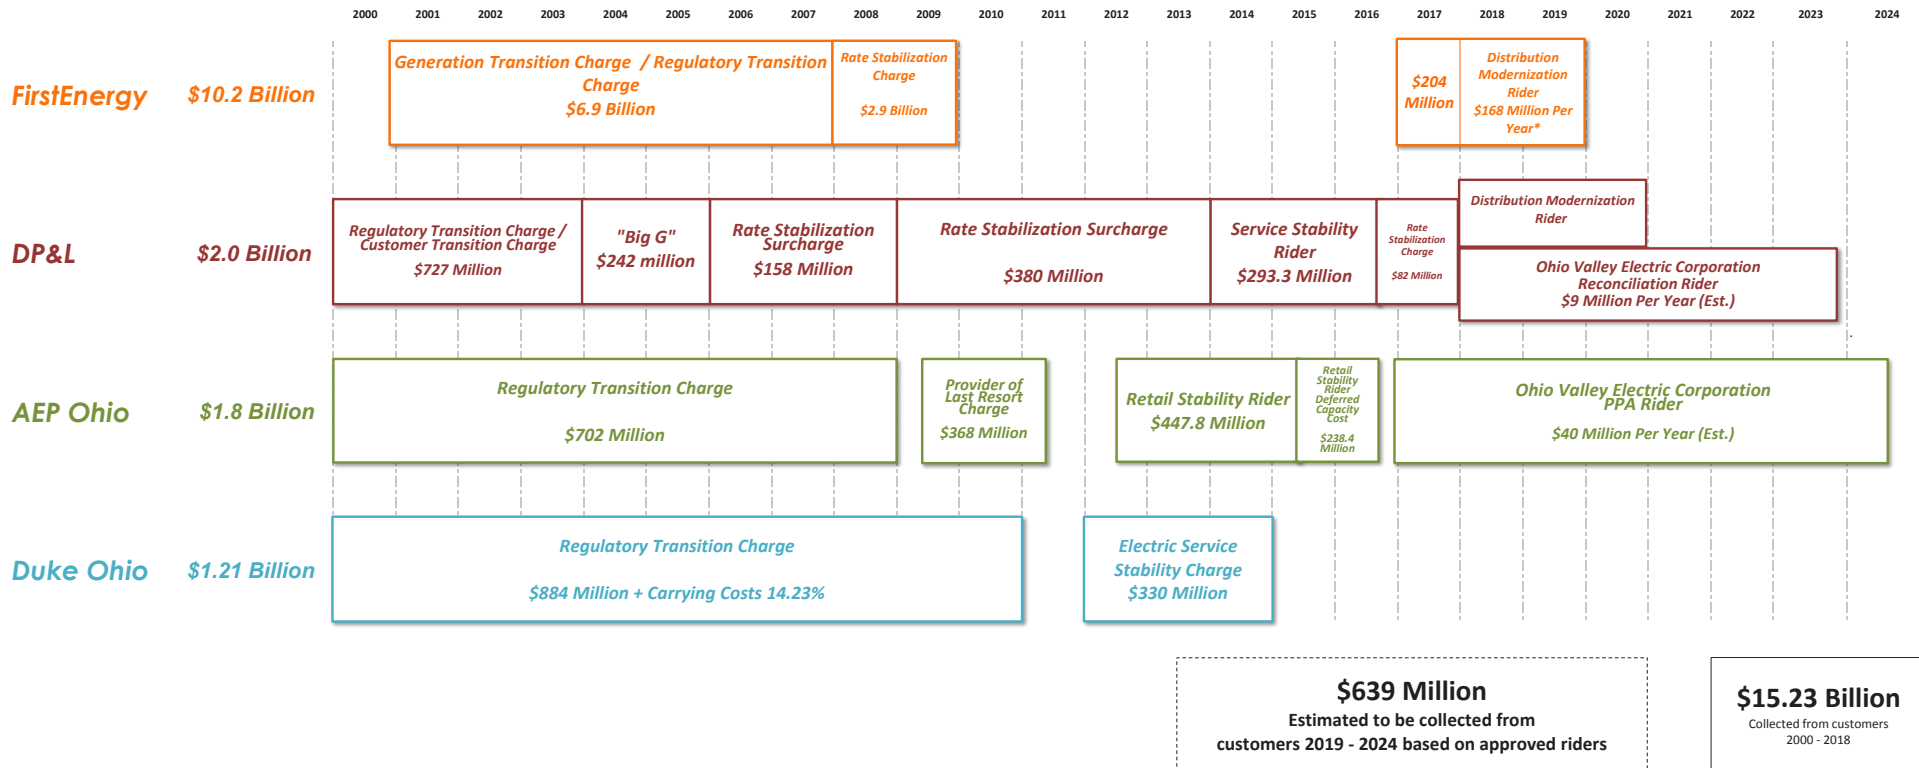 2000 2001 2002 2003 2004 2005 2006 2007 2008 2009 2010 2011 2012 2013 2014 2015 2016 2017 2018 2019 2020 2021 2022 2023 2024
FirstEnergy $10.2 Billion
Generation Transition Charge / Regulatory Transition
Charge
$6.9 Billion
Rate Stabilization
Charge
$2.9 Billion
$204
Million
Distribution
Modernization
Rider
$168 Million Per
Year*
DP&L $2.0 Billion
Regulatory Transition Charge /
Customer Transition Charge
$727 Million
"Big G"
$242 million
Rate Stabilization
Surcharge
$158 Million
Rate Stabilization Surcharge
$380 Million
Service Stability
Rider
$293.3 Million
Rate
Stabilization
Charge
$82 Million
Distribution Modernization
Rider
Ohio Valley Electric Corporation
Reconciliation Rider
$9 Million Per Year (Est.)
AEP Ohio $1.8 Billion
Regulatory Transition Charge
$702 Million
Provider of
Last Resort
Charge
$368 Million
Retail Stability Rider
$447.8 Million
Retail
Stability
Rider
Deferred
Capacity
Cost
$238.4
Million
Ohio Valley Electric Corporation
PPA Rider
$40 Million Per Year (Est.)
Duke Ohio $1.21 Billion
Regulatory Transition Charge
$884 Million + Carrying Costs 14.23%
Electric Service
Stability Charge
$330 Million
$639 Million
Estimated to be collected from
customers 2019 - 2024 based on approved riders
$15.23 Billion
Collected from customers
2000 - 2018